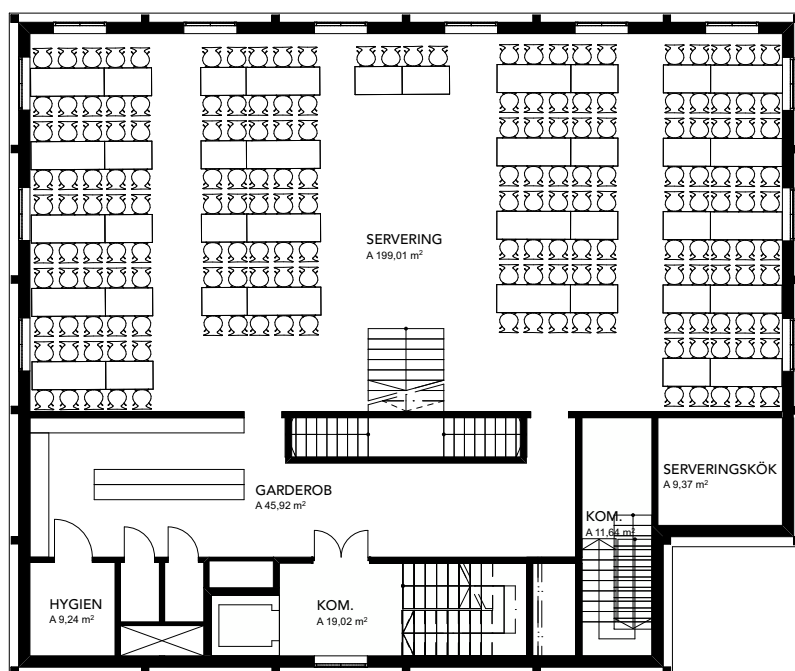 SERVERING
A 199,01 m²
GARDEROB
A 45,92 m²
SERVERINGSKÖK
A 9,37 m²
KOM.
A 11,64 m²
HYGIEN
A 9,24 m²
KOM.
A 19,02 m²